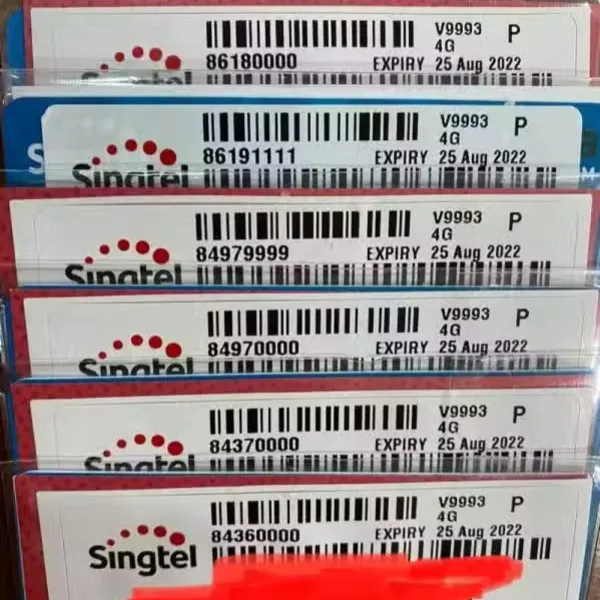 V9993 P
4G
86180000 EXPIRY 25 Aug 2022
V9993 P
4G
86191111 EXPIRY 25 Aug 2022
Singtel
V9993 P
4G
84979999 EXPIRY 25 Aug 2022
Singtel
V9993 P
4G
84970000 EXPIRY 25 Aug 2022
Singtel
V9993 P
4G
84370000 EXPIRY 25 Aug 2022
Singtel
V9993 P
4G
84360000 EXPIRY 25 Aug 2022
Singtel